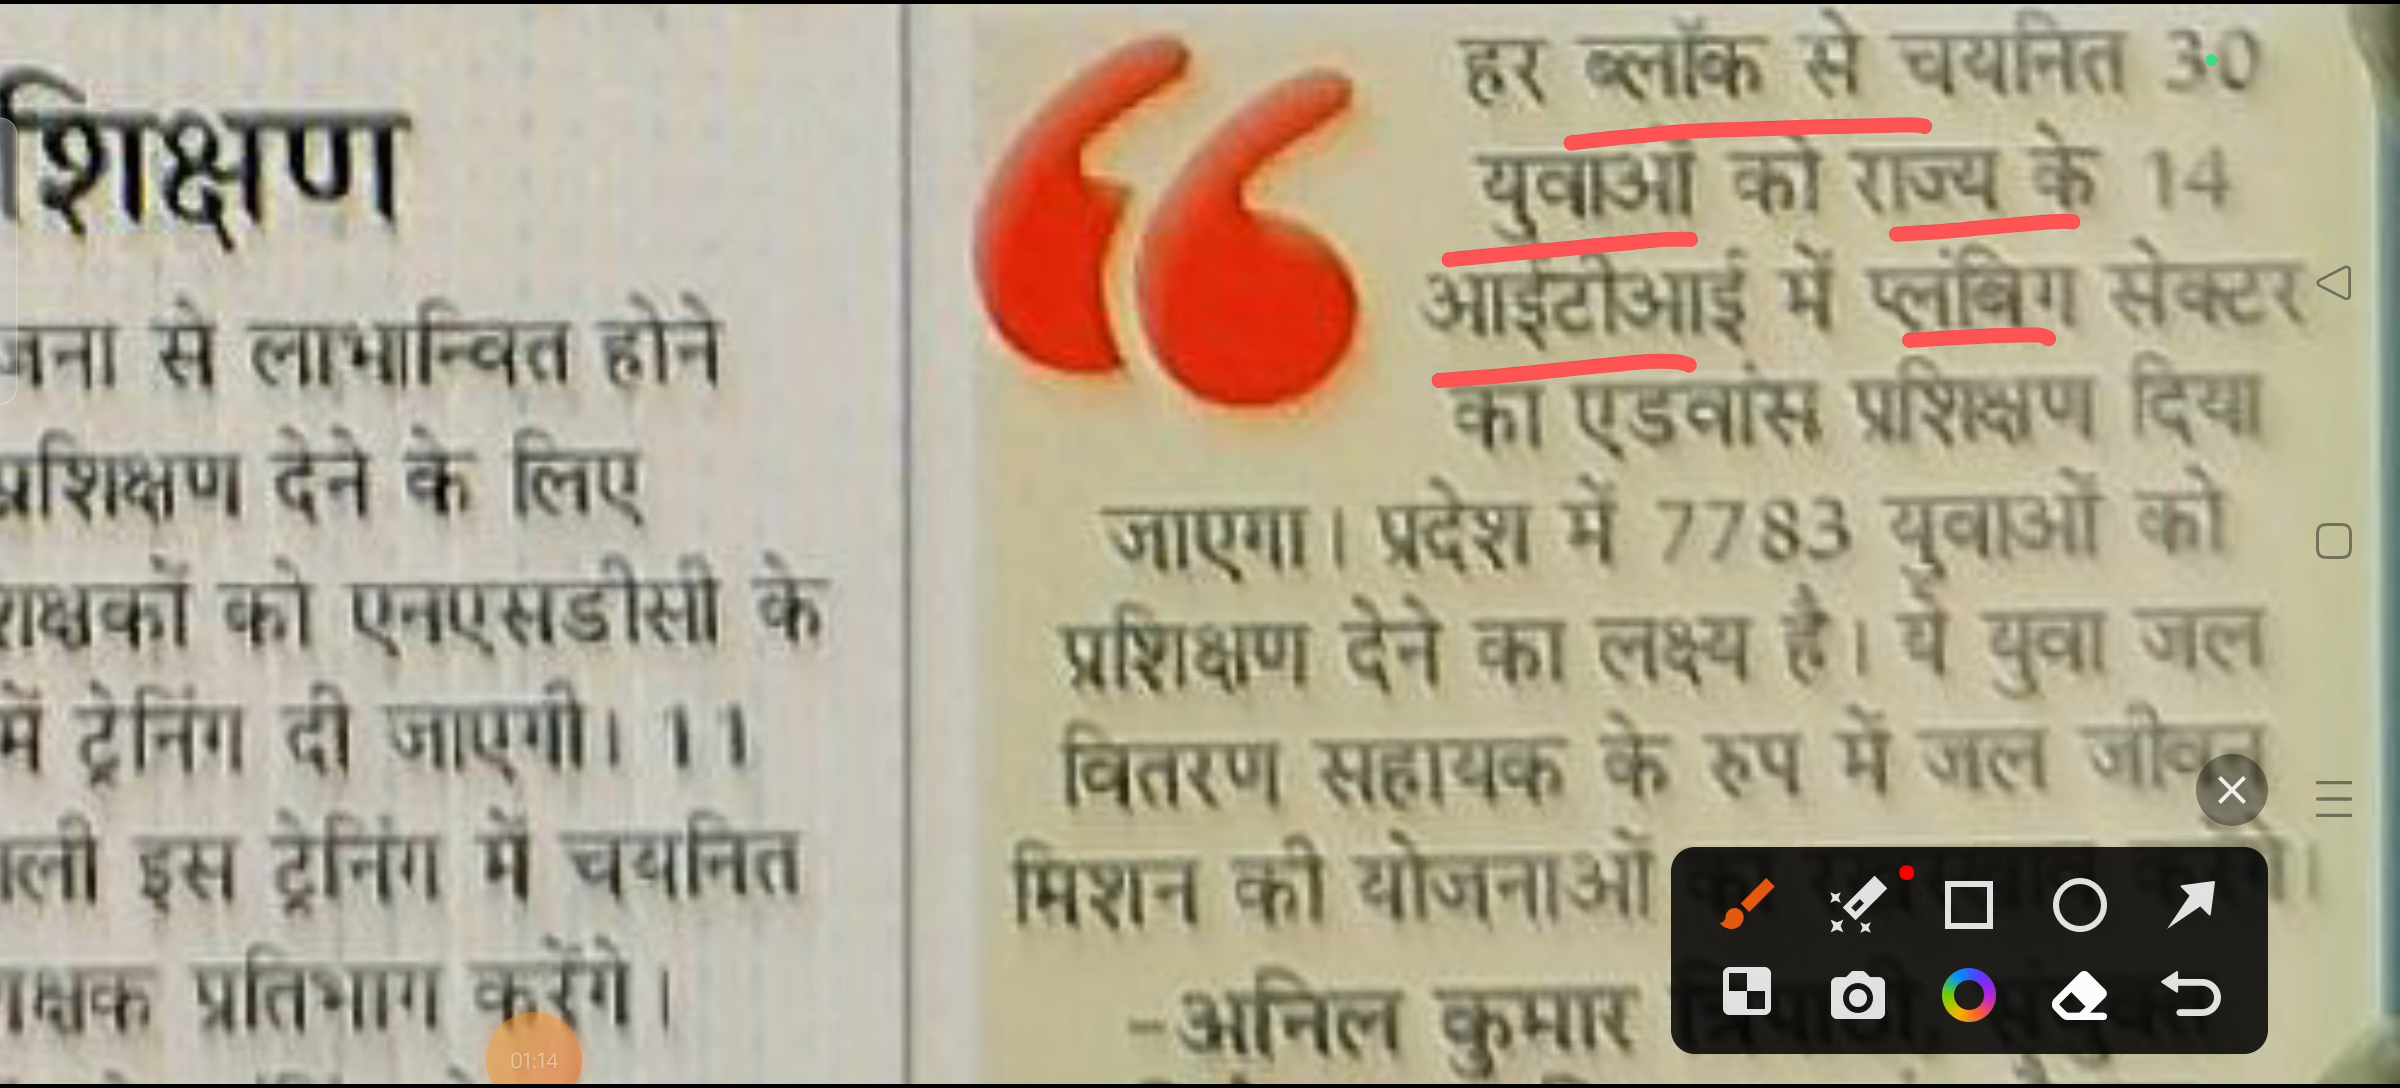 शिक्षण
जना से लाभान्वित होने
प्रशिक्षण देने के लिए
शिक्षकों को एनएसडीसी के
में ट्रेनिंग दी जाएगी। 11
इस ट्रेनिंग में चयनित
प्रतिभाग करेंगे।
हर ब्लॉक से चयनित 30
युवाओं को राज्य के 14
आईटीआई में प्लंबिग सेक्टर
का एडवांस प्रशिक्षण दिया
जाएगा। प्रदेश में 7783 युवाओं को
प्रशिक्षण देने का लक्ष्य है। ये युवा जल
वितरण सहायक के रुप में जल जीवन
मिशन की योजनाओं
-अनिल कुमार
01:14